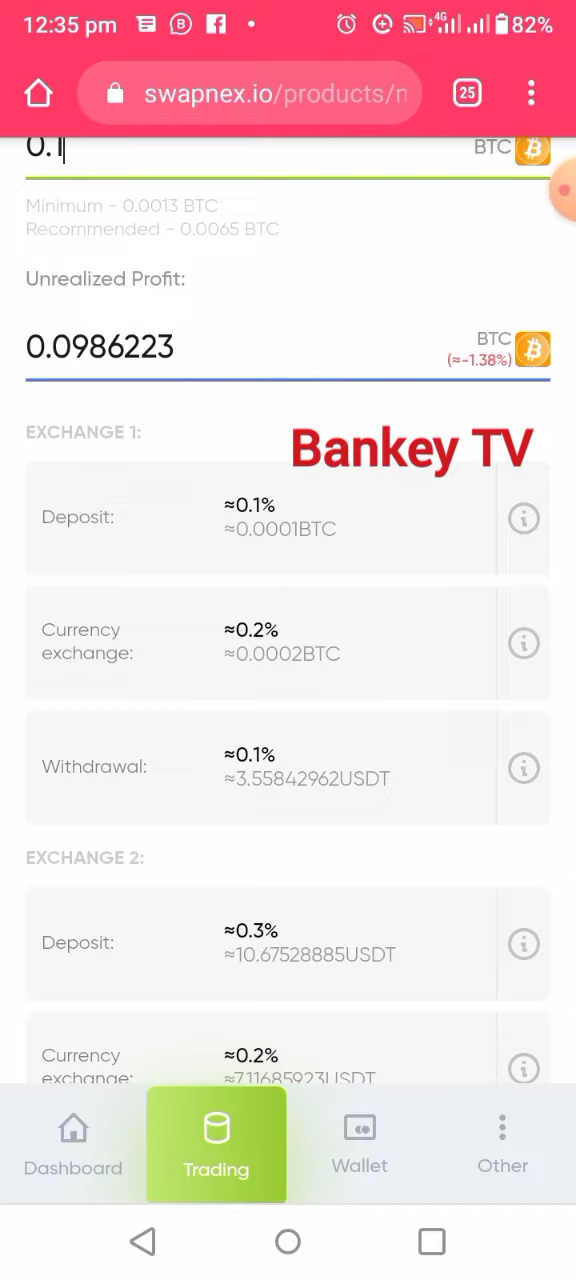 12:35 pm
4G
82%
swapnex.io/products/n
25
0.1
BTC
Minimum - 0.0013 BTC
Recommended - 0.0065 BTC
Unrealized Profit:
0.0986223
BTC
(≈-1.38%)
EXCHANGE 1:
Bankey TV
Deposit:
≈0.1%
≈0.0001BTC
Currency
exchange:
≈0.2%
≈0.0002BTC
Withdrawal:
≈0.1%
≈3.55842962USDT
EXCHANGE 2:
Deposit:
≈0.3%
≈10.67528885USDT
Currency
exchange:
≈0.2%
≈7.11685923USDT
Dashboard
Trading
Wallet
Other